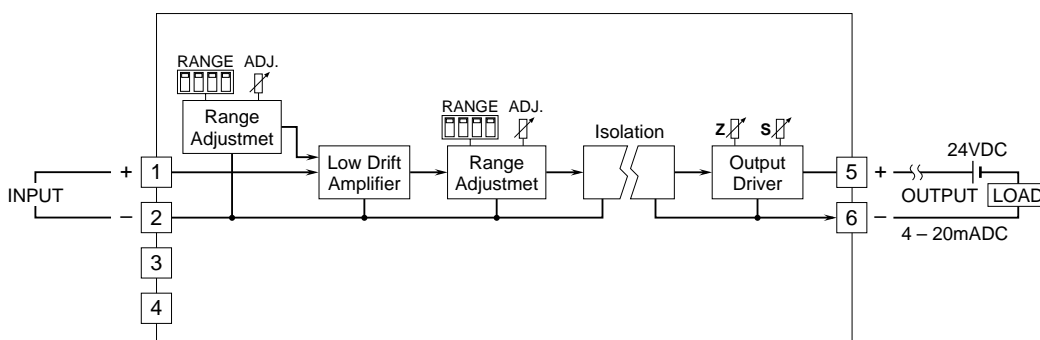 RANGE ADJ.
Range
Adjustmet
RANGE ADJ.
Range
Adjustmet
Low Drift
Amplifier
Isolation
Z S
Output
Driver
INPUT
+ 1
– 2
3
4
5 +
6 –
OUTPUT
24VDC
LOAD
4 – 20mADC